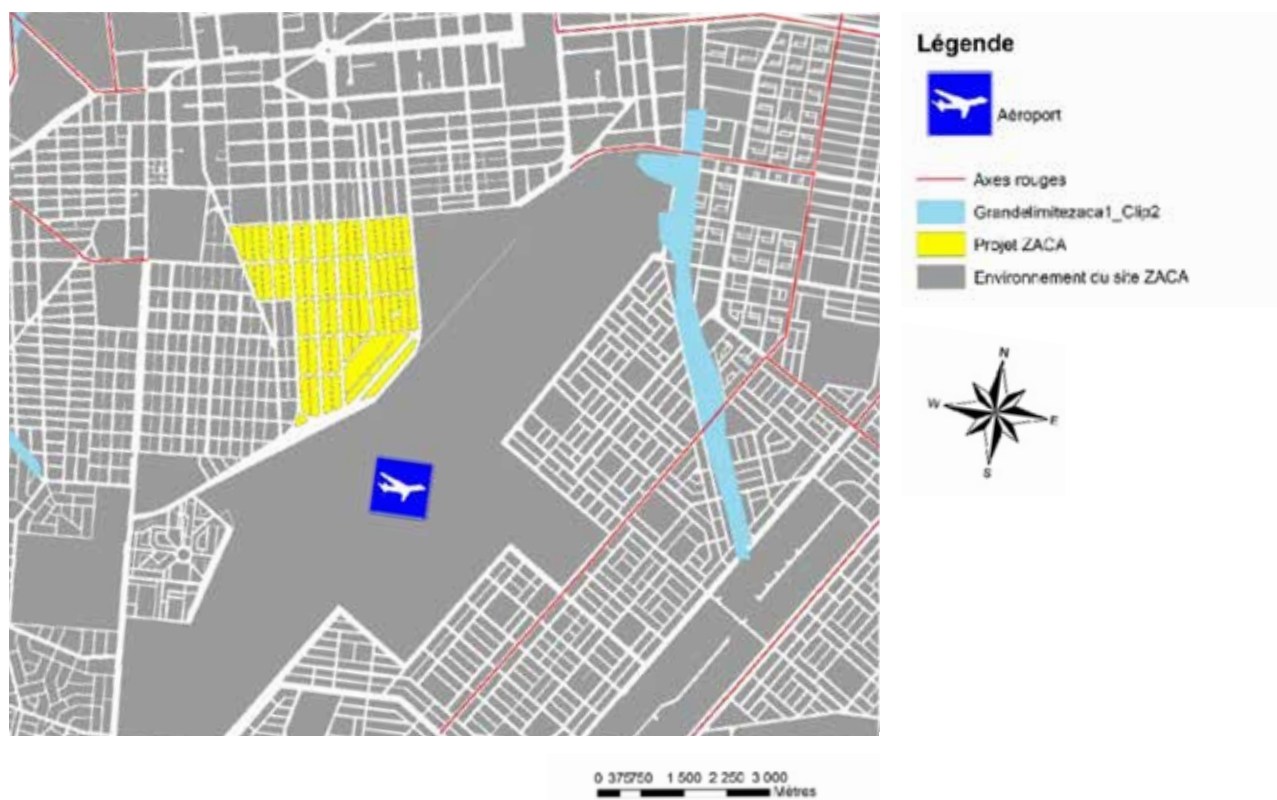 Légende
Aéroport
Axes rouges
Grandelimitezaca1_Clip2
Projet ZACA
Environnement du site ZACA
N
W
E
S
0 375750 1 500 2 250 3 000
Mètres